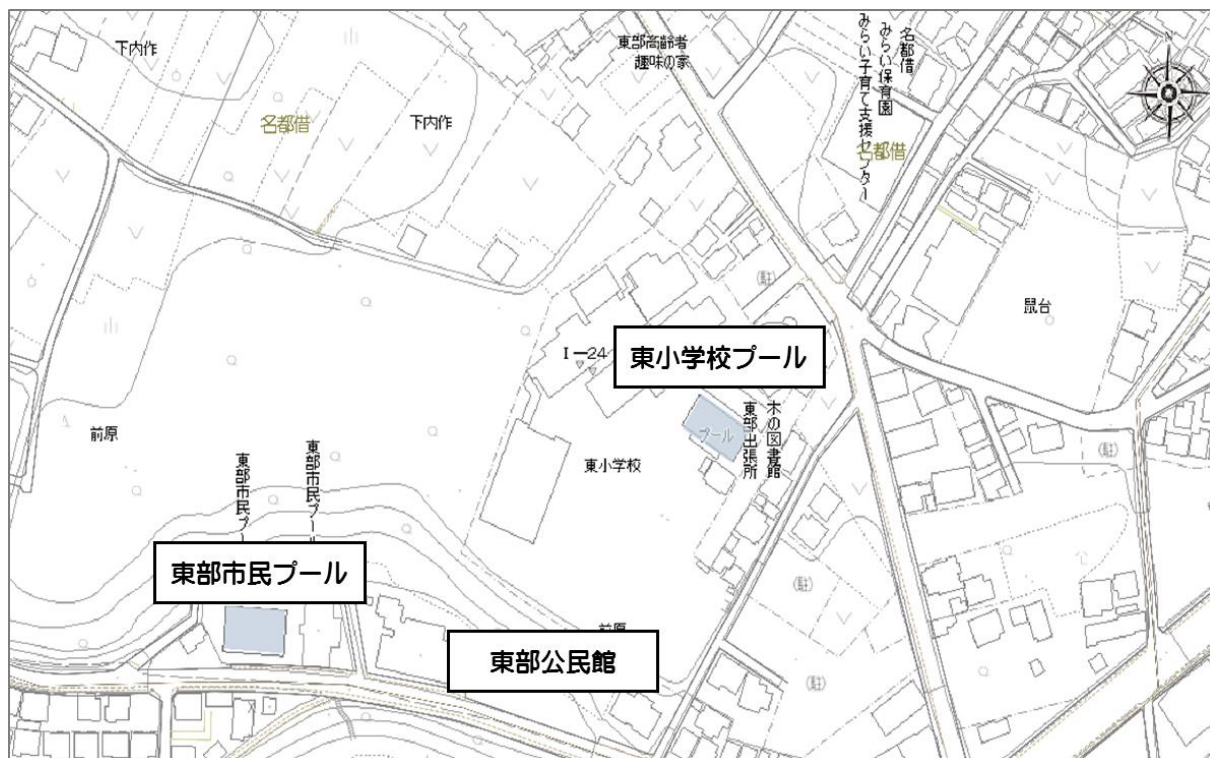 下内作
名都借
下内作
東部高齢者
趣味の家
名都借
みらい保育園
みらい子育て支援センター
名都借
N
(駐)
鼠台
I-24
東小学校プール
プール
木の図書館
東部出張所
東小学校
前原
東部市民プー
東部市民プール
東部市民プール
(駐)
(駐)
(駐)
前原
東部公民館